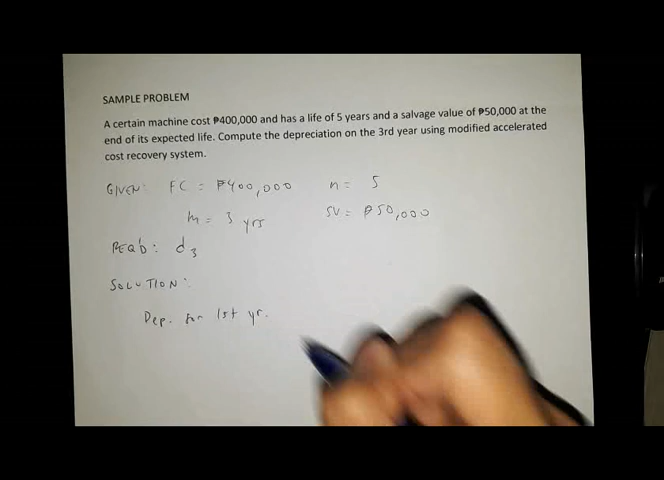 SAMPLE PROBLEM
A certain machine cost ₱400,000 and has a life of 5 years and a salvage value of ₱50,000 at the
end of its expected life. Compute the depreciation on the 3rd year using modified accelerated
cost recovery system.
GIVEN: FC = ₱400,000 n = 5
m = 3 yrs SV = ₱50,000
REQ'D: d3
SOLUTION:
Dep. for 1st yr.